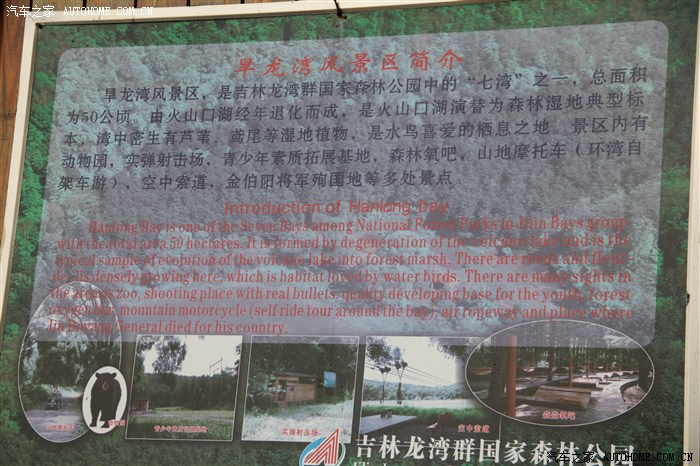 汽车之家 AUTOHOME.COM.CN
汽车之家 AUTOHOME.COM.CN
旱龙湾风景区简介
旱龙湾风景区，是吉林龙湾群国家森林公园中的“七湾”之一，总面积
为50公顷 由火山口湖经年退化而成，是火山口湖演替为森林湿地典型标
本，湾中密生有芦苇、鸢尾等湿地植物，是水鸟喜爱的栖息之地 景区内有
动物园，实弹射击场，青少年素质拓展基地，森林氧吧，山地摩托车（环湾自
驾车游），空中索道，金伯阳将军殉国地等多处景点
Introduction of Hanlong Bay
Hanlong Bay is one of the Seven Bays among National Forest Parks in Jilin Bays group
with the total area 50 hectares. It is formed by degeneration of the volcano lake and is the
typical sample of evolution of the volcano lake into forest marsh. There are reeds and
densely growing here, which is habitat loved by water birds. There are many sights in
the zoo, shooting place with real bullets, quality developing base for the youth, forest
oxygen bar, mountain motorcycle (self ride tour around the bay), air ropeway and place where
Jin Boyang General died for his country.
实弹射击场
空中索道
森林氧吧
吉林龙湾群国家森林公园
汽车之家
AUTOHOME.COM.CN